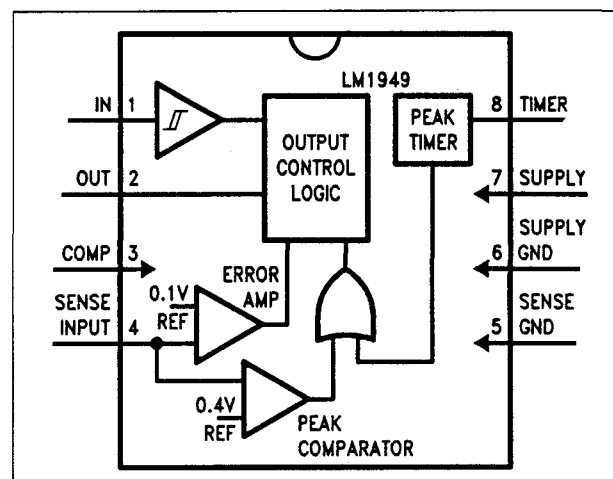 LM1949
IN 1
8 TIMER
PEAK
TIMER
OUTPUT
CONTROL
LOGIC
OUT 2
7 SUPPLY
COMP 3
SUPPLY
6 GND
ERROR
AMP
0.1V
REF
SENSE
INPUT 4
SENSE
5 GND
0.4V
REF
PEAK
COMPARATOR